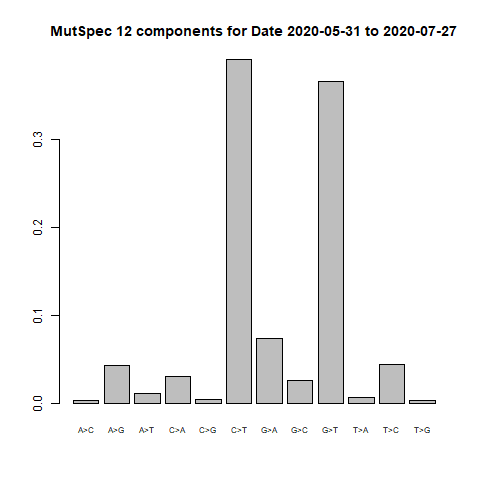 MutSpec 12 components for Date 2020-05-31 to 2020-07-27
0.3
0.2
0.1
0.0
A>C A>G A>T C>A C>G C>T G>A G>C G>T T>A T>C T>G